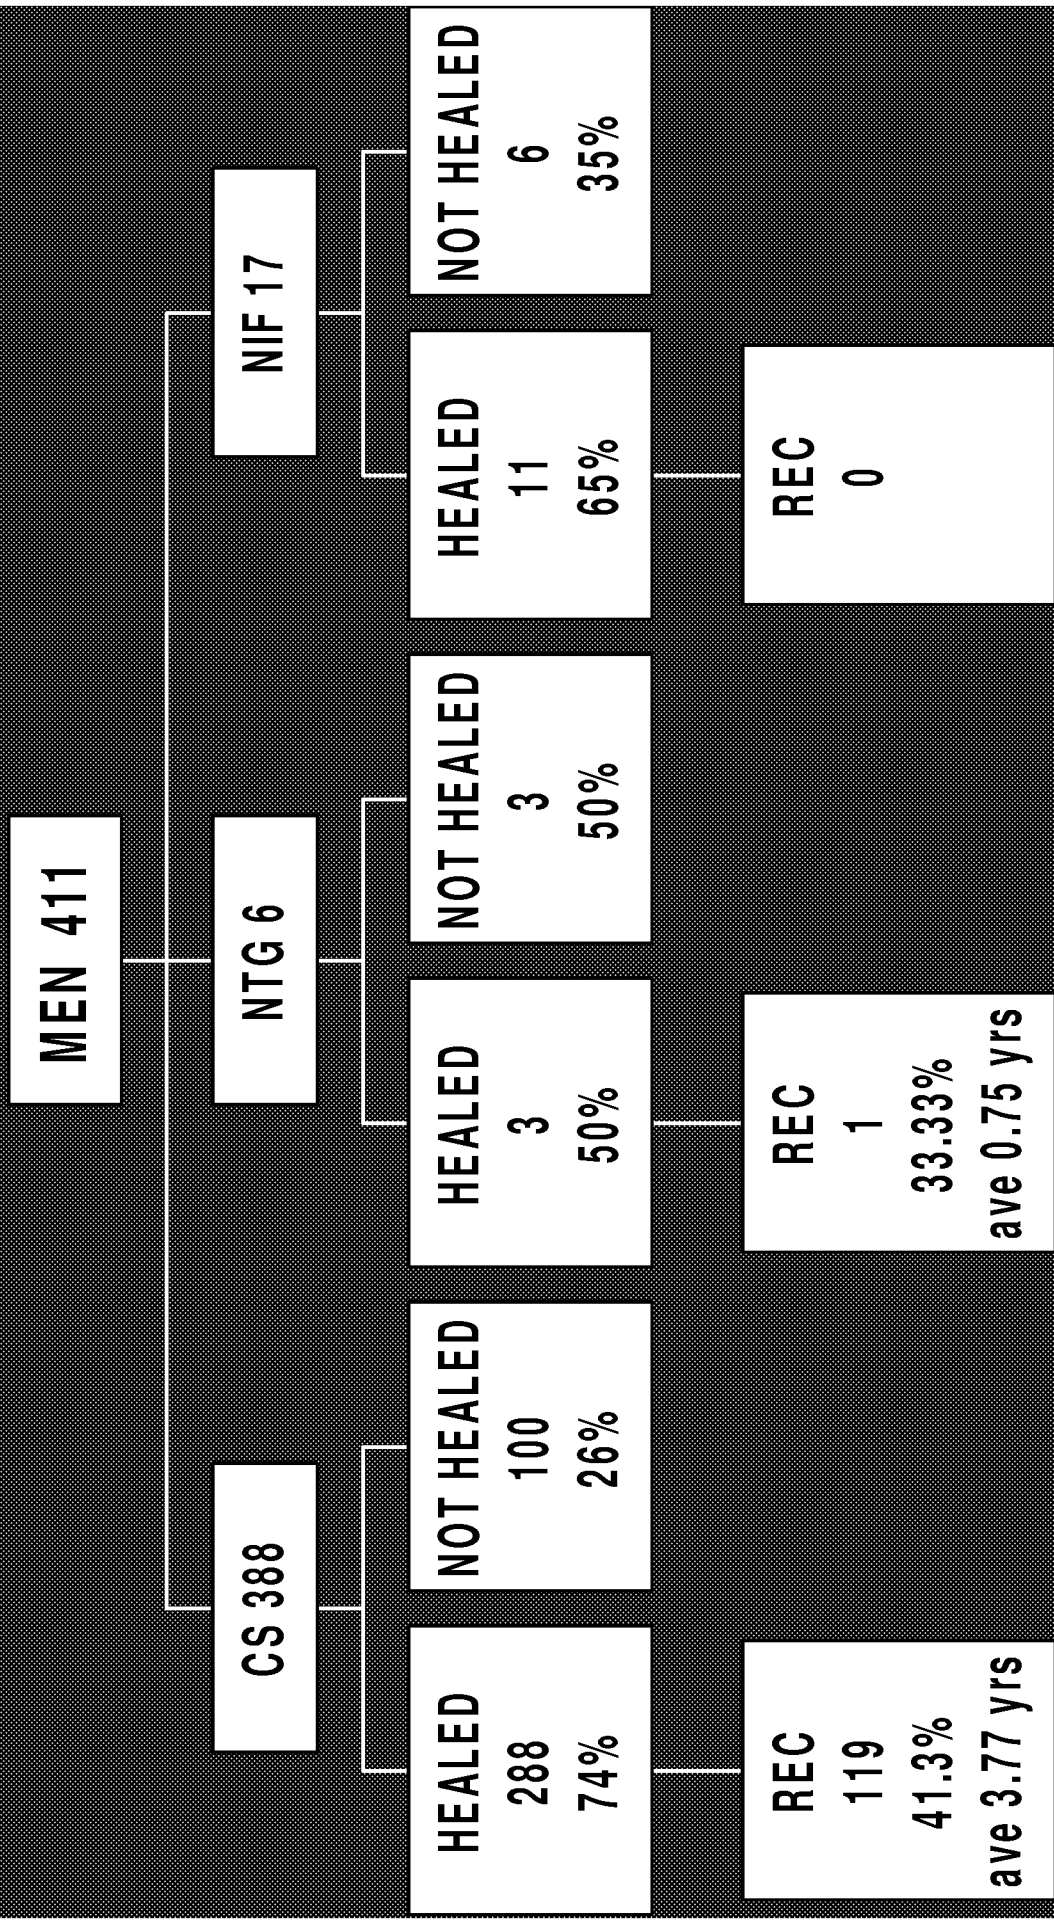 MEN 411
CS 388
NTG 6
NIF 17
HEALED
288
74%
NOT HEALED
100
26%
HEALED
3
50%
NOT HEALED
3
50%
HEALED
11
65%
NOT HEALED
6
35%
REC
119
41.3%
ave 3.77 yrs
REC
1
33.33%
ave 0.75 yrs
REC
0